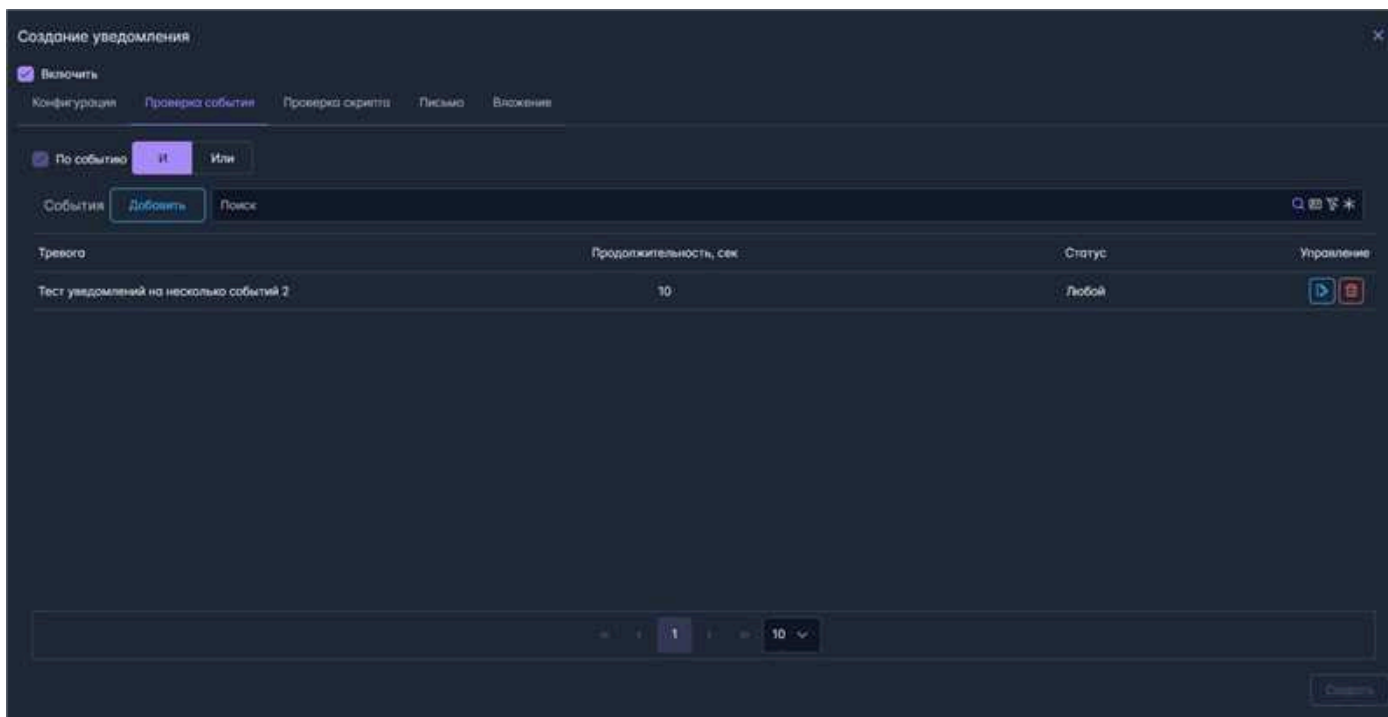 Создание уведомления
Включить
Конфигурация Проверка события Проверка скрипта Письмо Вложение
По событию И Или
События Добавить Поиск
Тревога Продолжительность, сек Статус Управление
Тест уведомлений на несколько событий 2 10 Любой
« ‹ 1 › » 10
Создать